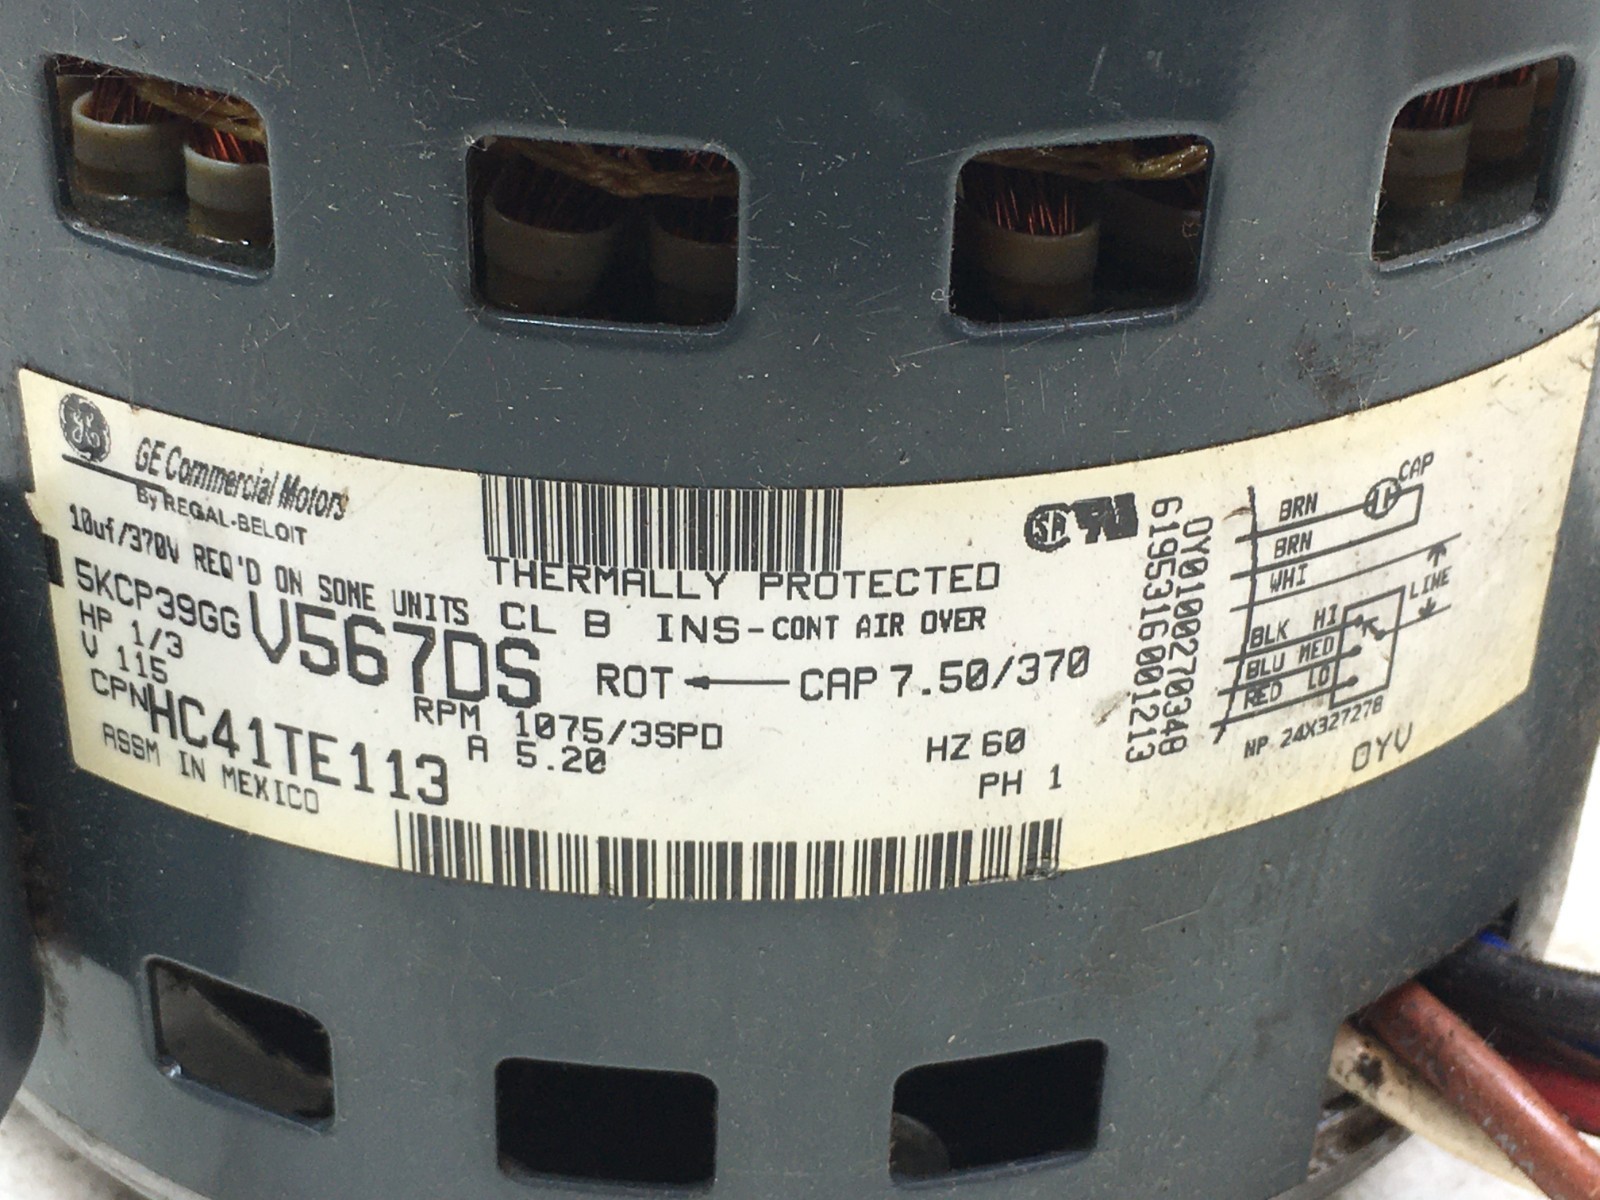 GE Commercial Motors
By REGAL-BELOIT
10uf/370V REQ'D ON SOME UNITS
THERMALLY PROTECTED
5KCP39GGV567DS CL B INS-CONT AIR OVER
HP 1/3
V 115
ROT CAP 7.50/370
RPM 1075/3SPD
CPN HC41TE113 A 5.20
HZ 60
PH 1
ASSM IN MEXICO
SA
OY0100270348
6195316001213
BRN CAP
BRN
WHI
LINE
BLK HI
BLU MED
RED LO
NP 24X327278
OYV